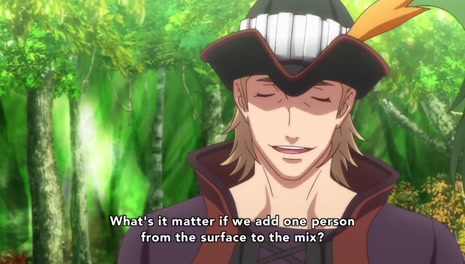 What's it matter if we add one person
from the surface to the mix?